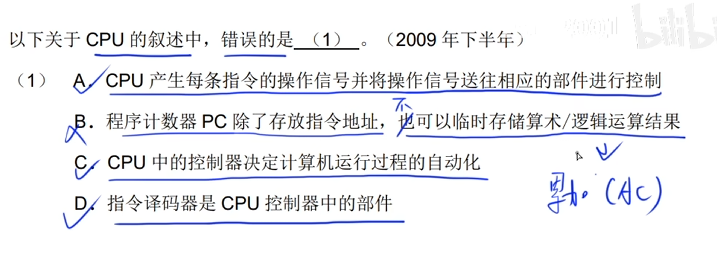 bilibi
以下关于 CPU 的叙述中，错误的是 （1） 。（2009 年下半年）
（1） A．CPU 产生每条指令的操作信号并将操作信号送往相应的部件进行控制
不
B．程序计数器 PC 除了存放指令地址，也可以临时存储算术/逻辑运算结果
C．CPU 中的控制器决定计算机运行过程的自动化
累加。(AC)
D．指令译码器是 CPU 控制器中的部件